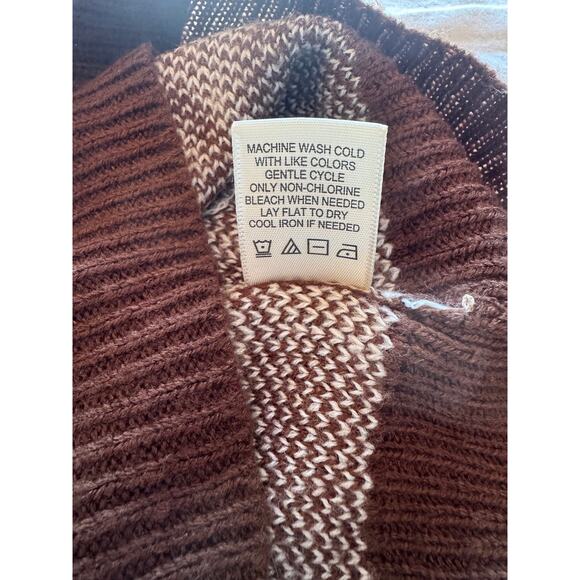 MACHINE WASH COLD
WITH LIKE COLORS
GENTLE CYCLE
ONLY NON-CHLORINE
BLEACH WHEN NEEDED
LAY FLAT TO DRY
COOL IRON IF NEEDED